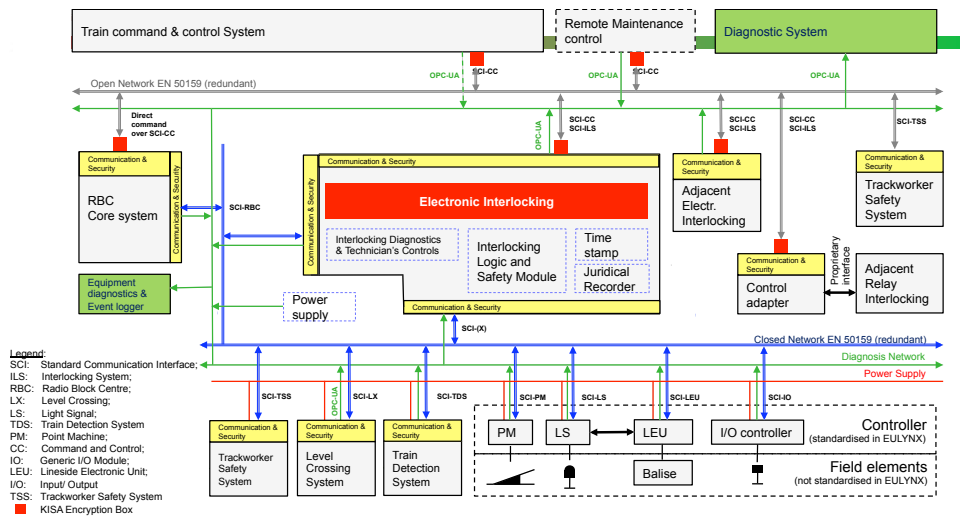 Train command & control System
Remote Maintenance
control
Diagnostic System
SCI-CC
SCI-CC
OPC-UA
OPC-UA
OPC-UA
Open Network EN 50159 (redundant)
Direct
command
over SCI-CC
OPC-UA
SCI-CC
SCI-ILS
SCI-CC
SCI-ILS
SCI-CC
SCI-ILS
SCI-TSS
Communication &
Security
Communication & Security
RBC
Core system
SCI-RBC
Communication & Security
Communication & Security
Electronic Interlocking
Interlocking Diagnostics
& Technician's Controls
Interlocking
Logic and
Safety Module
Time
stamp
Juridical
Recorder
Communication & Security
Communication &
Security
Adjacent
Electr.
Interlocking
Communication &
Security
Trackworker
Safety
System
Communication &
Security
Control
adapter
Proprietary
interface
Adjacent
Relay
Interlocking
Equipment
diagnostics &
Event logger
Power
supply
SCI-(X)
Closed Network EN 50159 (redundant)
Diagnosis Network
Power Supply
Legend:
SCI: Standard Communication Interface;
ILS: Interlocking System;
RBC: Radio Block Centre;
LX: Level Crossing;
LS: Light Signal;
TDS: Train Detection System
PM: Point Machine;
CC: Command and Control;
IO: Generic I/O Module;
LEU: Lineside Electronic Unit;
I/O: Input/ Output
TSS: Trackworker Safety System
KISA Encryption Box
SCI-TSS
OPC-UA
SCI-LX
SCI-TDS
SCI-PM
SCI-LS
SCI-LEU
SCI-IO
Communication &
Security
Trackworker
Safety
System
Communication &
Security
Level
Crossing
System
Communication &
Security
Train
Detection
System
PM
LS
LEU
I/O controller
Controller
(standardised in EULYNX)
Balise
Field elements
(not standardised in EULYNX)